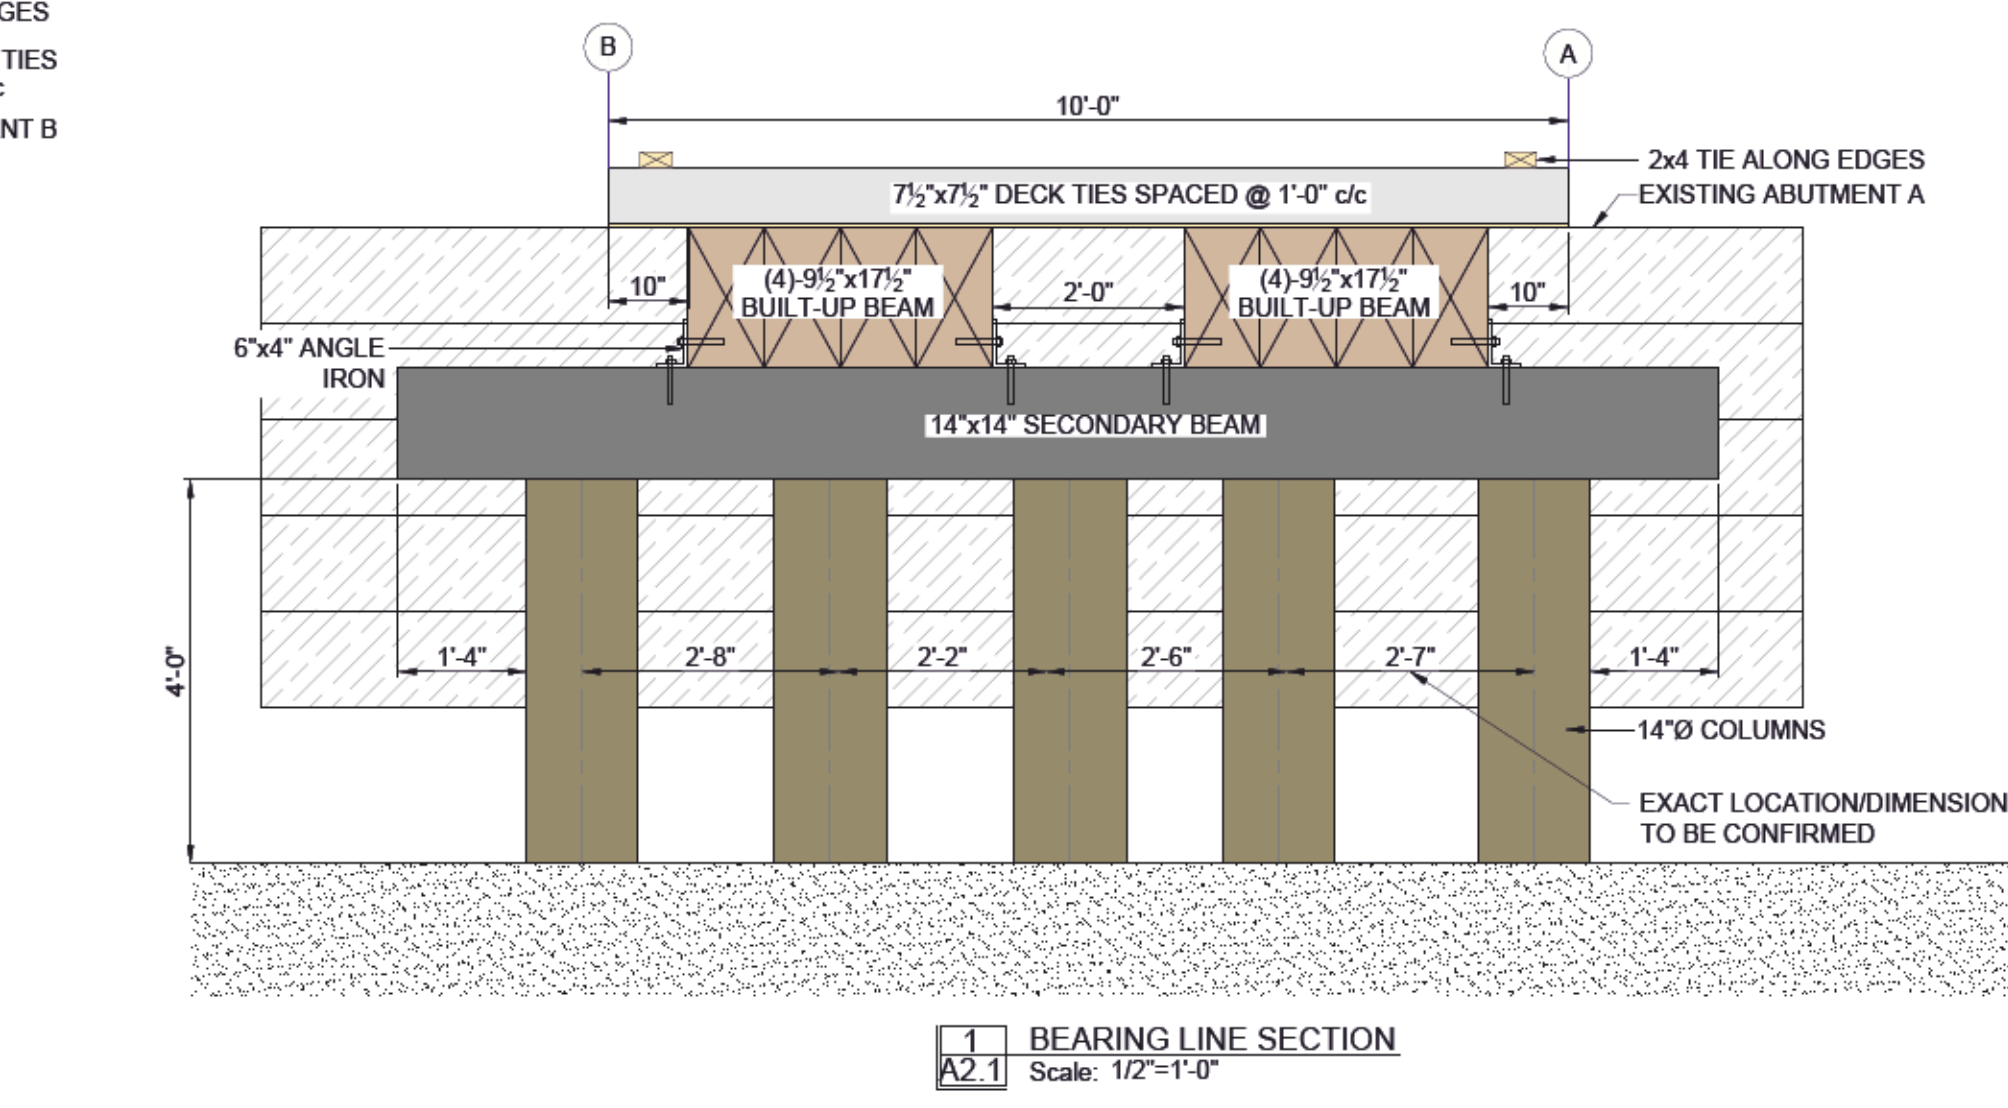 GES
TIES
c
NT B
B
A
10'-0"
2x4 TIE ALONG EDGES
7½"x7½" DECK TIES SPACED @ 1'-0" c/c
EXISTING ABUTMENT A
10"
(4)-9½"x17½"
BUILT-UP BEAM
2'-0"
(4)-9½"x17½"
BUILT-UP BEAM
10"
6"x4" ANGLE
IRON
14"x14" SECONDARY BEAM
4'-0"
1'-4"
2'-8"
2'-2"
2'-6"
2'-7"
1'-4"
14"Ø COLUMNS
EXACT LOCATION/DIMENSION
TO BE CONFIRMED
1
BEARING LINE SECTION
A2.1
Scale: 1/2"=1'-0"